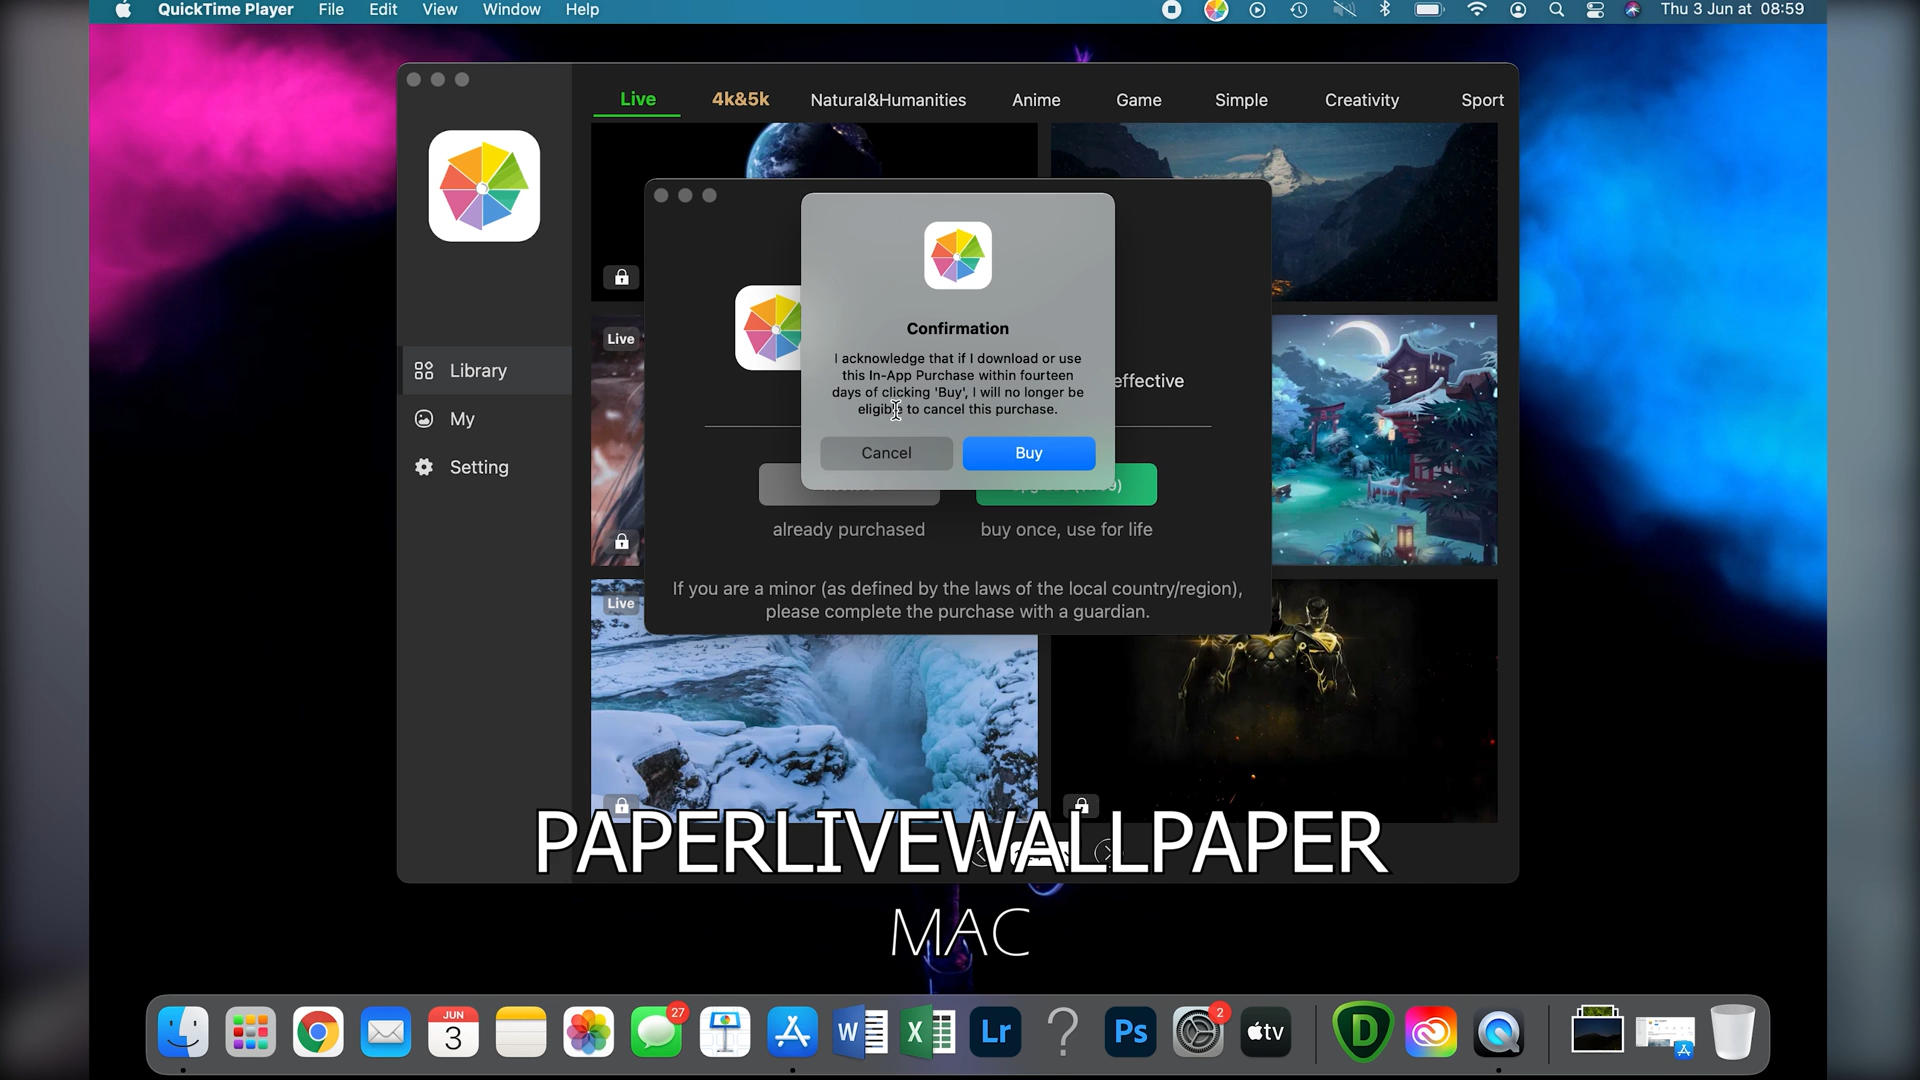 QuickTime Player File Edit View Window Help Thu 3 Jun at 08:59
Live 4k&5k Natural&Humanities Anime Game Simple Creativity Sport
Confirmation
I acknowledge that if I download or use
this In-App Purchase within fourteen
days of clicking 'Buy', I will no longer be
eligible to cancel this purchase.
Live
Library
effective
My
Cancel Buy
Setting
already purchased buy once, use for life
If you are a minor (as defined by the laws of the local country/region),
please complete the purchase with a guardian.
Live
PAPERLIVEWALLPAPER
MAC
JUN
3
27
W
X
Lr
?
Ps
2
tv
D